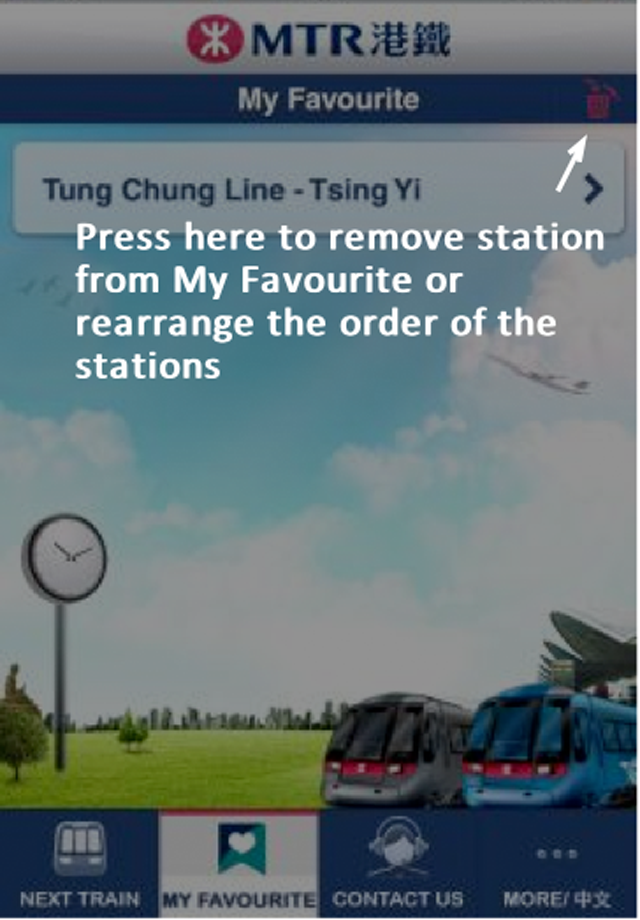 MTR 港鐵
My Favourite
Tung Chung Line - Tsing Yi
Press here to remove station
from My Favourite or
rearrange the order of the
stations
NEXT TRAIN
MY FAVOURITE
CONTACT US
MORE/ 中文